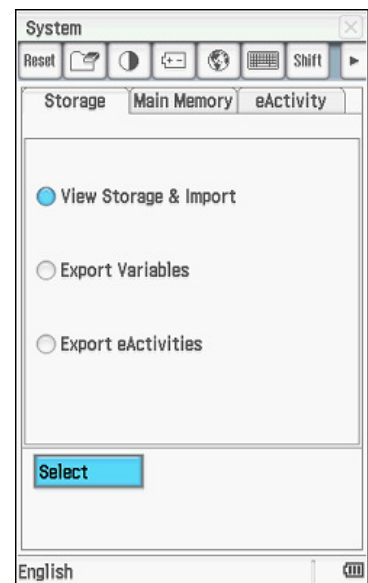 System
Reset Shift
Storage Main Memory eActivity
View Storage & Import
Export Variables
Export eActivities
Select
English